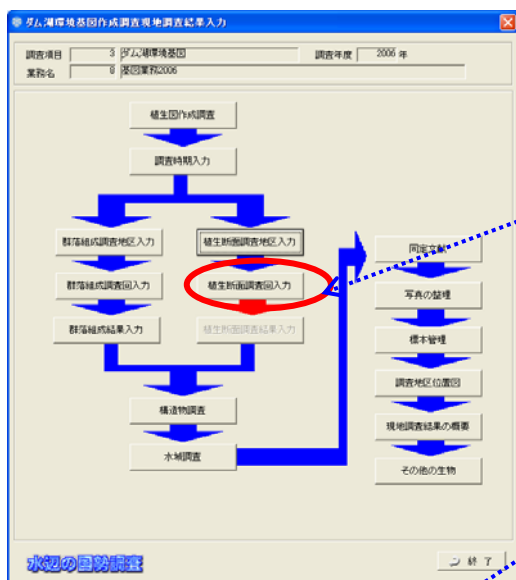 ダム湖環境基図作成調査現地調査結果入力
調査項目 3 ダム湖環境基図 調査年度 2006 年
業務名 8 基図業務2006
植生図作成調査
調査時期入力
群落組成調査地区入力
植生断面調査地区入力
同定文献
群落組成調査回入力
植生断面調査回入力
写真の整理
群落組成結果入力
植生断面調査結果入力
標本管理
調査地区位置図
構造物調査
現地調査結果の概要
水域調査
その他の生物
水辺の国勢調査
終 了